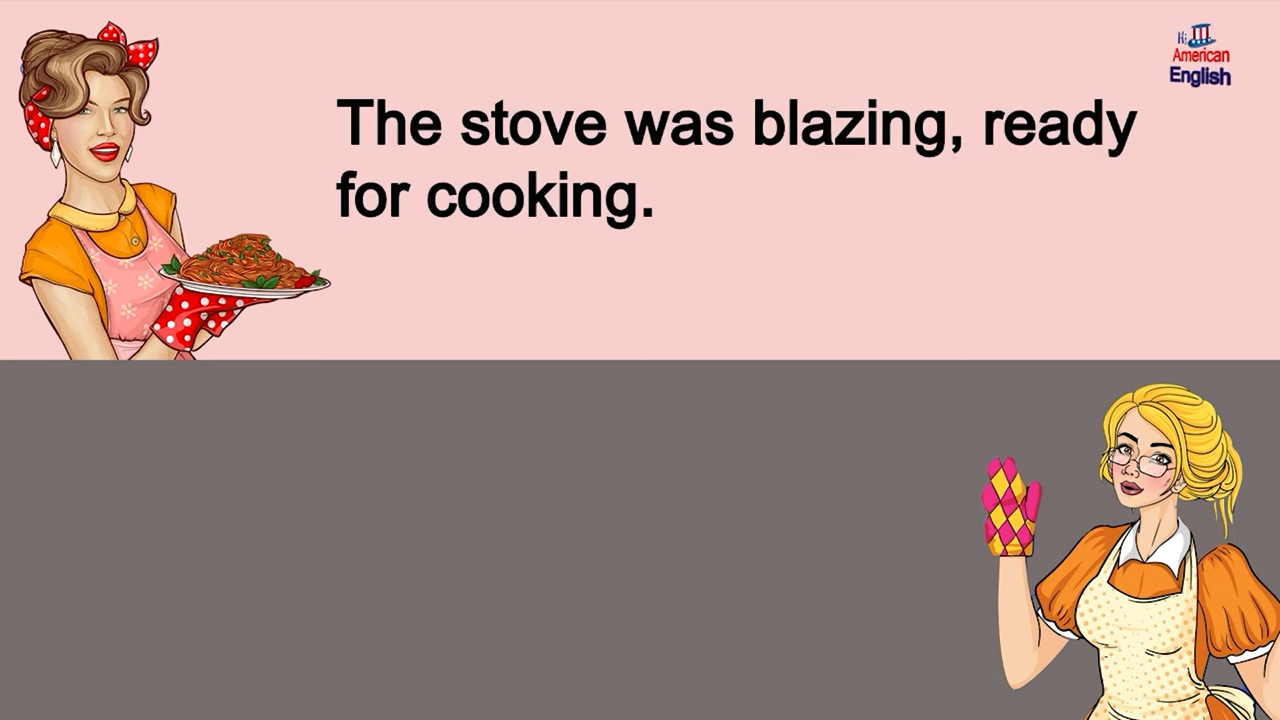 Hi
American
English
The stove was blazing, ready
for cooking.